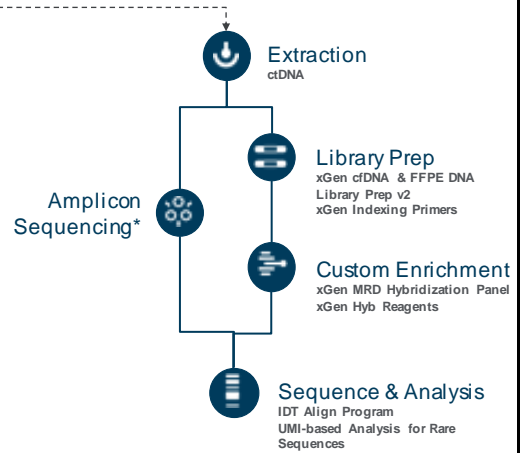 Extraction
ctDNA
Library Prep
xGen cfDNA & FFPE DNA
Library Prep v2
xGen Indexing Primers
Amplicon
Sequencing*
Custom Enrichment
xGen MRD Hybridization Panel
xGen Hyb Reagents
Sequence & Analysis
IDT Align Program
UMI-based Analysis for Rare
Sequences